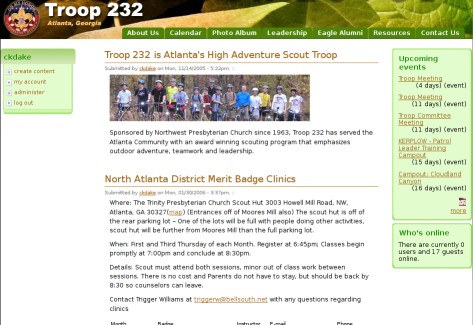 Troop 232
Atlanta, Georgia
About Us Calendar Photo Album Leadership Eagle Alumni Resources Contact Us
ckdake
create content
my account
administer
log out
Troop 232 is Atlanta's High Adventure Scout Troop
Submitted by ckdake on Mon, 11/14/2005 - 5:22pm. ::
Sponsored by Northwest Presbyterian Church since 1963, Troop 232 has served the
Atlanta Community with an award winning scouting program that emphasizes
outdoor adventure, teamwork and leadership.
North Atlanta District Merit Badge Clinics
Submitted by ckdake on Mon, 01/30/2006 - 3:37pm. ::
Where: The Trinity Presbyterian Church Scout Hut 3003 Howell Mill Road, NW,
Atlanta, GA 30327(map) (Entrances off of Moores Mill also) The scout hut is off of
the rear parking lot – One of the lots will be full with people doing other activities,
scout hut will be further from Moores Mill than the full parking lot.
When: First and Third Thursday of each Month. Register at 6:45pm; Classes begin
promptly at 7:00pm and conclude at 8:30pm.
Details: Scout must attend both sessions, minor out of class work between
sessions. There is no cost and Parents do not have to stay, but should be back by
8:30 so counselors can leave.
Contact Trigger Williams at triggerw@bellsouth.net with any questions regarding
clinics
Month Badge Instructor E-mail Phone
Upcoming
events
Troop Meeting
(4 days) (event)
Troop Meeting
(11 days) (event)
Troop Committee
Meeting
(11 days) (event)
KERPLOW - Patrol
Leader Training
Campout
(15 days) (event)
Campout: Cloudland
Canyon
(16 days) (event)
more
Who's online
There are currently 0
users and 17 guests
online.